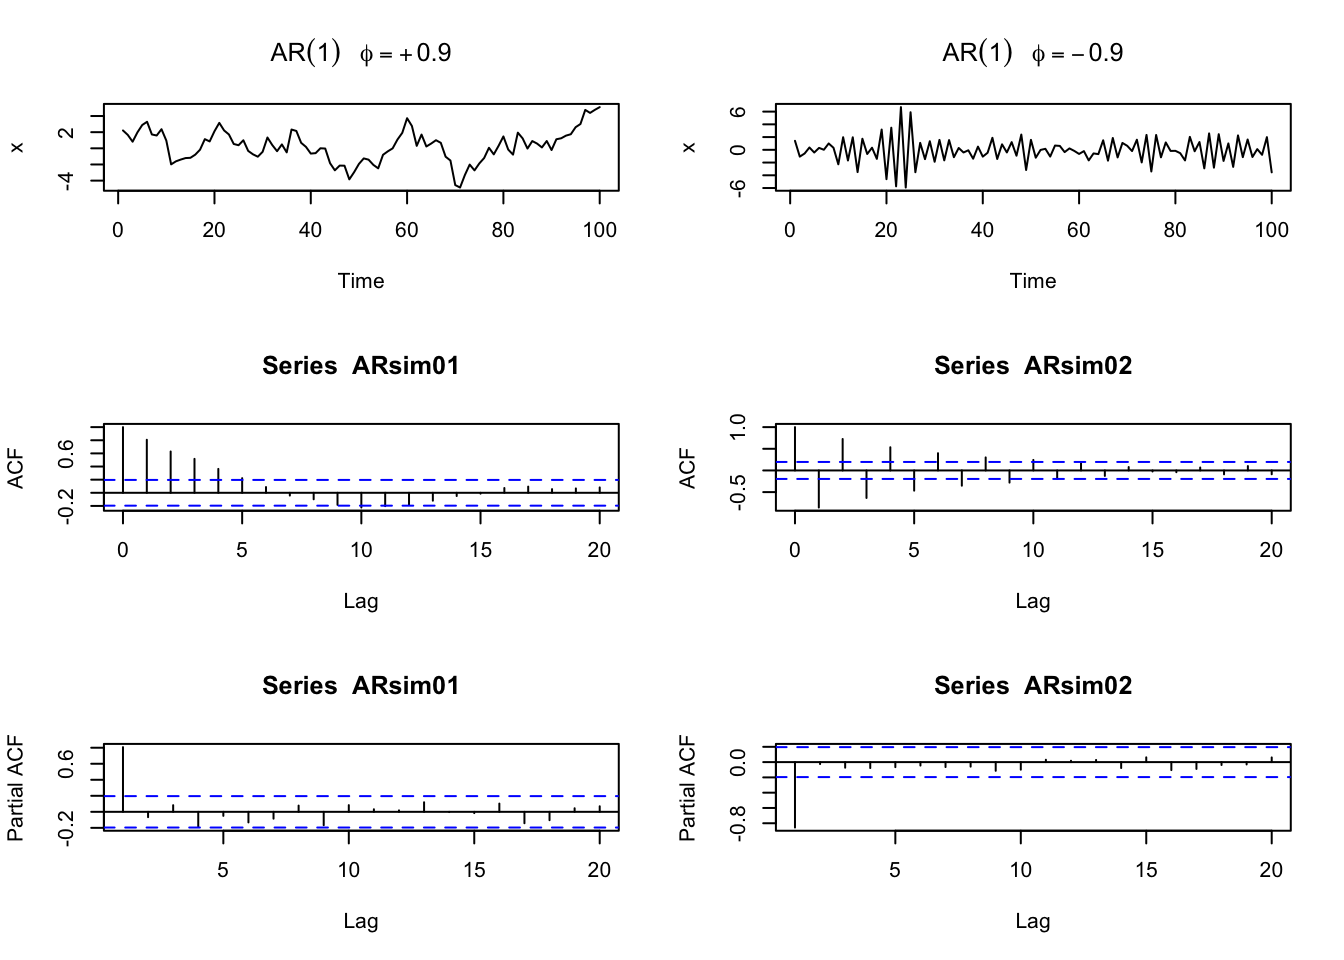 AR(1) ϕ = + 0.9
x
2
-4
0 20 40 60 80 100
Time
AR(1) ϕ = − 0.9
x
6
0
-6
0 20 40 60 80 100
Time
Series ARsim01
ACF
0.6
-0.2
0 5 10 15 20
Lag
Series ARsim02
ACF
1.0
-0.5
0 5 10 15 20
Lag
Series ARsim01
Partial ACF
0.6
-0.2
5 10 15 20
Lag
Series ARsim02
Partial ACF
0.0
-0.8
5 10 15 20
Lag